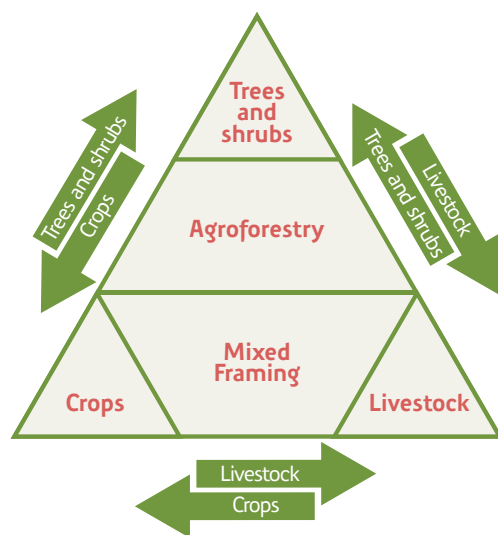 Trees
and
shrubs
Trees and shrubs
Crops
Trees and shrubs
Livestock
Agroforestry
Mixed
Framing
Crops
Livestock
Livestock
Crops